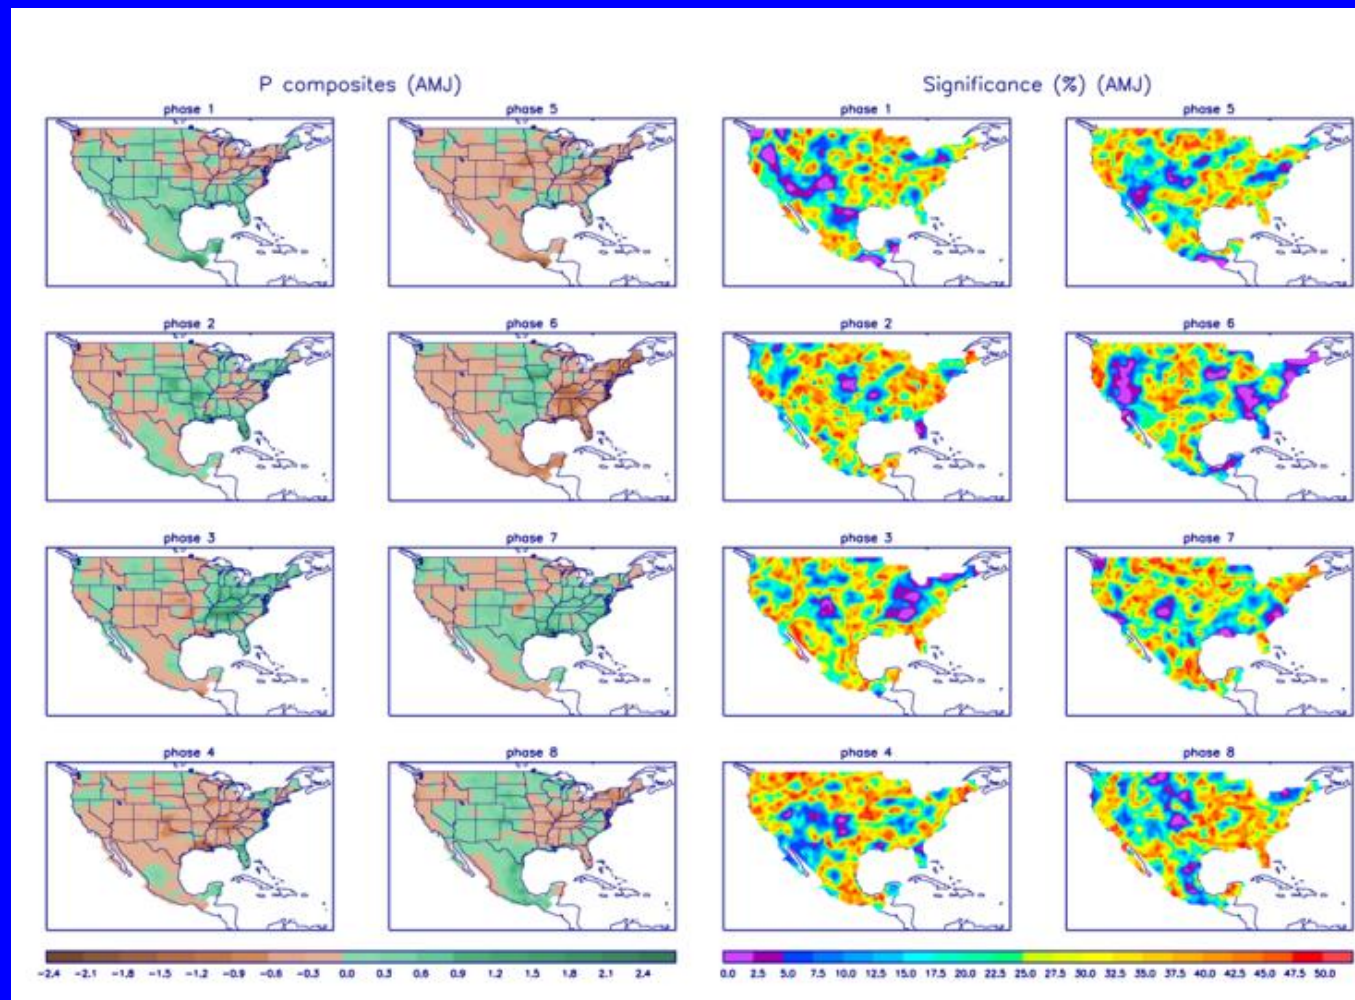 P composites (AMJ) Significance (%) (AMJ)
phase 1 phase 5 phase 1 phase 5
phase 2 phase 6 phase 2 phase 6
phase 3 phase 7 phase 3 phase 7
phase 4 phase 8 phase 4 phase 8
-2.4 -2.1 -1.8 -1.5 -1.2 -0.9 -0.6 -0.3 0.0 0.3 0.6 0.9 1.2 1.5 1.8 2.1 2.4 0.0 2.5 5.0 10.0 12.5 15.0 17.5 20.0 22.5 25.0 27.5 30.0 32.5 35.0 37.5 40.0 42.5 45.0 47.5 50.0